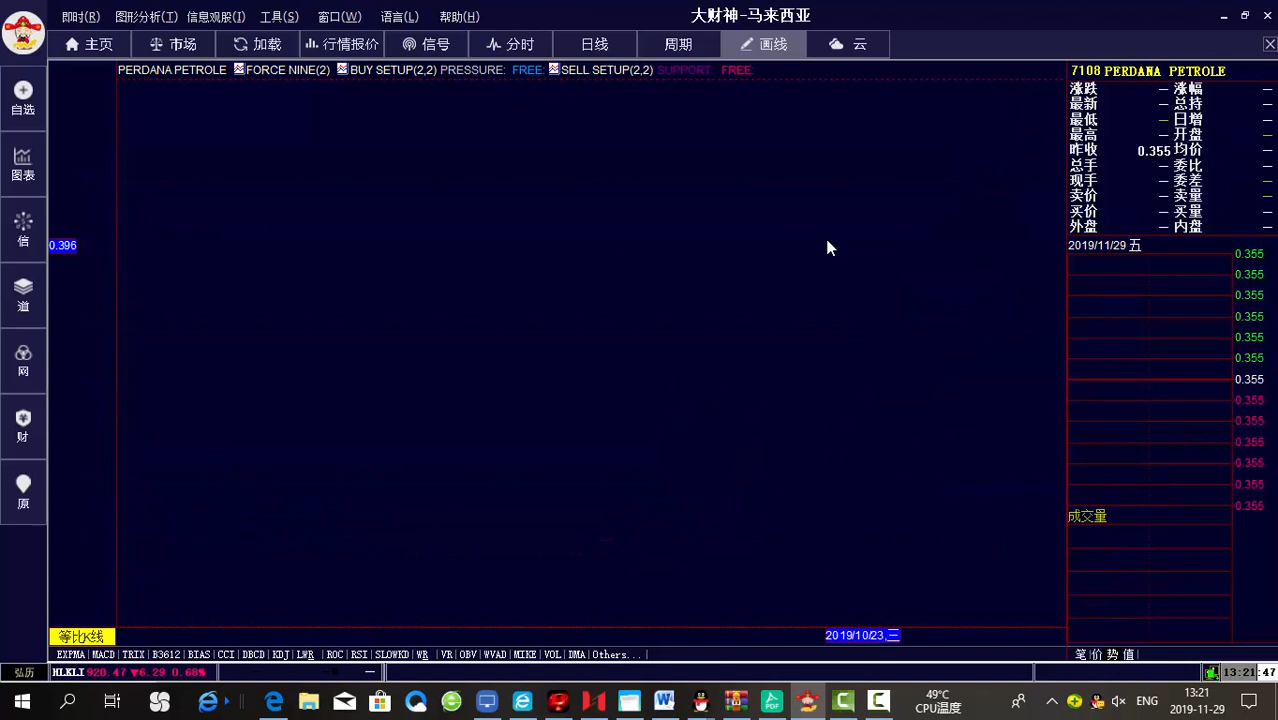 即时(R) 图形分析(T) 信息观股(I) 工具(S) 窗口(W) 语言(L) 帮助(H) 大财神-马来西亚
主页 市场 加载 行情报价 信号 分时 日线 周期 画线 云
PERDANA PETROLE FORCE NINE(2) BUY SETUP(2,2) PRESSURE: FREE: SELL SETUP(2,2) SUPPORT: FREE:
自选
图表
信
道
网
财
原
0.396
7108 PERDANA PETROLE
涨跌 — 涨幅 —
最新 — 总持 —
最低 — 日增 —
最高 — 开盘 —
昨收 0.355 均价 —
总手 — 委比 —
现手 — 委差 —
卖价 — 卖量 —
买价 — 买量 —
外盘 — 内盘 —
2019/11/29 五
0.355
0.355
0.355
0.355
0.355
0.355
0.355
0.355
0.355
0.355
0.355
0.355
0.355
成交量
等比K线 2019/10/23,三
EXPMA MACD TRIX B3612 BIAS CCI DBCD KDJ LWR ROC RSI SLOWKD WR VR OBV WVAD MIKE VOL DMA Others... 笔 价 势 值
弘历 HLKLI 920.47 ▼6.29 0.68% — 13:21:47
49℃
CPU温度
ENG
13:21
2019-11-29